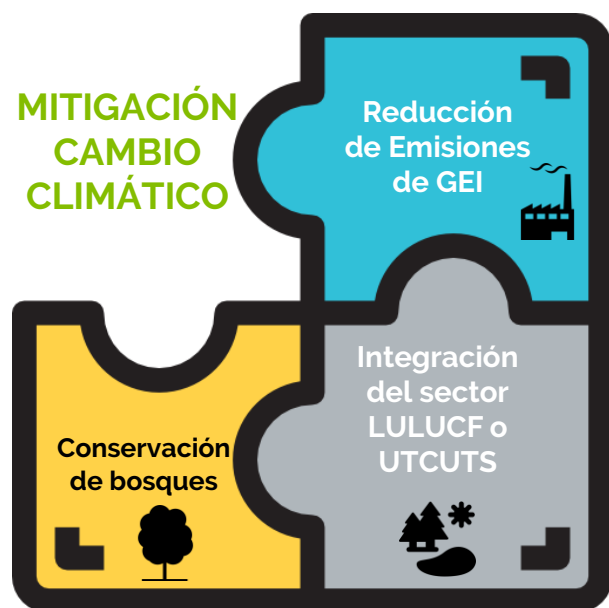 MITIGACIÓN
CAMBIO
CLIMÁTICO
Reducción
de Emisiones
de GEI
Integración
del sector
LULUCF o
UTCUTS
Conservación
de bosques